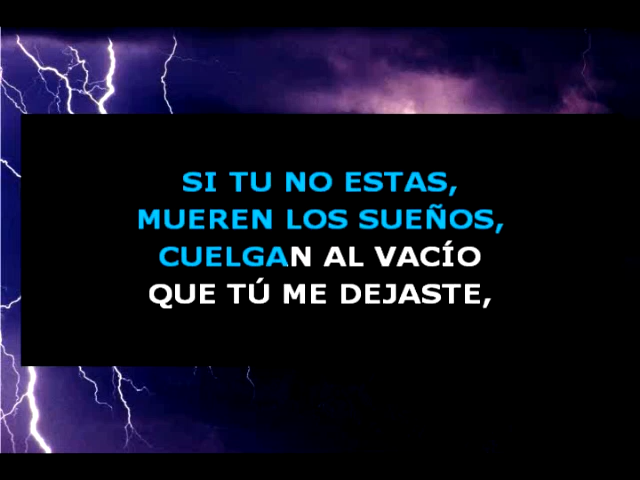 SI TU NO ESTAS,
MUEREN LOS SUEÑOS,
CUELGAN AL VACÍO
QUE TÚ ME DEJASTE,